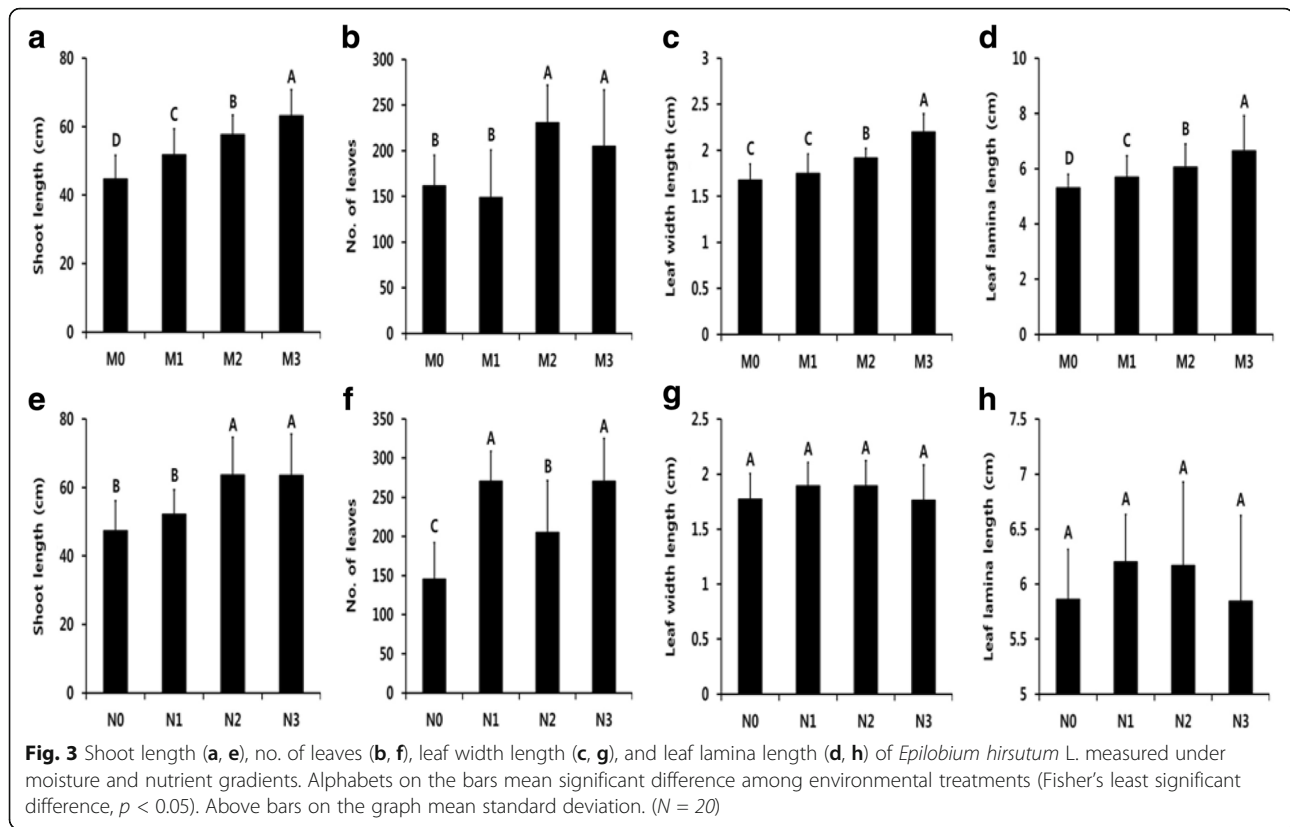 a
80
60
40
20
0
Shoot length (cm)
D
C
B
A
M0 M1 M2 M3
b
300
250
200
150
100
50
0
No. of leaves
B
B
A
A
M0 M1 M2 M3
c
3
2.5
2
1.5
1
0.5
0
Leaf width length (cm)
C
C
B
A
M0 M1 M2 M3
d
10
8
6
4
2
0
Leaf lamina length (cm)
D
C
B
A
M0 M1 M2 M3
e
80
60
40
20
0
Shoot length (cm)
B
B
A
A
N0 N1 N2 N3
f
350
300
250
200
150
100
50
0
No. of leaves
C
A
B
A
N0 N1 N2 N3
g
2.5
2
1.5
1
0.5
0
Leaf width length (cm)
A
A
A
A
N0 N1 N2 N3
h
7.5
7
6.5
6
5.5
5
Leaf lamina length (cm)
A
A
A
A
N0 N1 N2 N3
Fig. 3 Shoot length (a, e), no. of leaves (b, f), leaf width length (c, g), and leaf lamina length (d, h) of Epilobium hirsutum L. measured under
moisture and nutrient gradients. Alphabets on the bars mean significant difference among environmental treatments (Fisher's least significant
difference, p < 0.05). Above bars on the graph mean standard deviation. (N = 20)